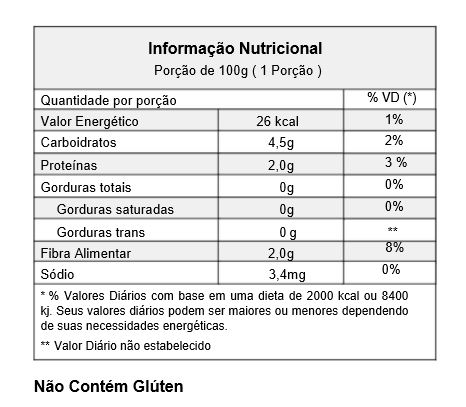 Informação Nutricional
Porção de 100g ( 1 Porção )
Quantidade por porção % VD (*)
Valor Energético 26 kcal 1%
Carboidratos 4,5g 2%
Proteínas 2,0g 3 %
Gorduras totais 0g 0%
Gorduras saturadas 0g 0%
Gorduras trans 0 g **
Fibra Alimentar 2,0g 8%
Sódio 3,4mg 0%
* % Valores Diários com base em uma dieta de 2000 kcal ou 8400
kj. Seus valores diários podem ser maiores ou menores dependendo
de suas necessidades energéticas.
** Valor Diário não estabelecido
Não Contém Glúten